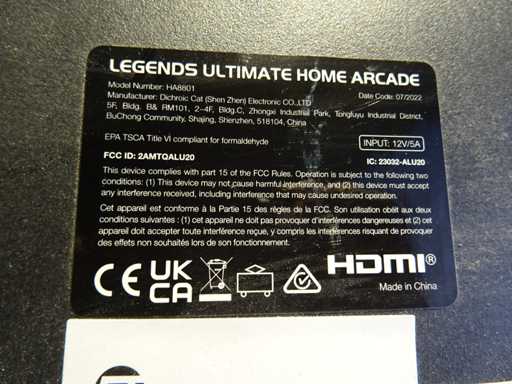 LEGENDS ULTIMATE HOME ARCADE
Model Number: HA8801
Manufacturer: Dichroic Cat (Shen Zhen) Electronic CO.,LTD
Date Code: 07/2022
5F, Bldg. B& RM101, 2-4F, Bldg.C, Zhongxi Industrial Park, Tongfuyu Industrial District,
BuChong Community, Shajing, Shenzhen, 518104, China
EPA TSCA Title VI compliant for formaldehyde
INPUT: 12V/5A
FCC ID: 2AMTQALU20
IC: 23032-ALU20
This device complies with part 15 of the FCC Rules. Operation is subject to the following two
conditions: (1) This device may not cause harmful interference, and (2) this device must accept
any interference received, including interference that may cause undesired operation.
Cet appareil est conforme à la Partie 15 des règles de la FCC. Son utilisation obéit aux deux
conditions suivantes : (1) cet appareil ne doit pas provoquer d'interférences dangereuses et (2) cet
appareil doit accepter toute interférence reçue, y compris les interférences risquant de provoquer
des effets non souhaités lors de son fonctionnement.
CE UK CA HDMI®
Made in China